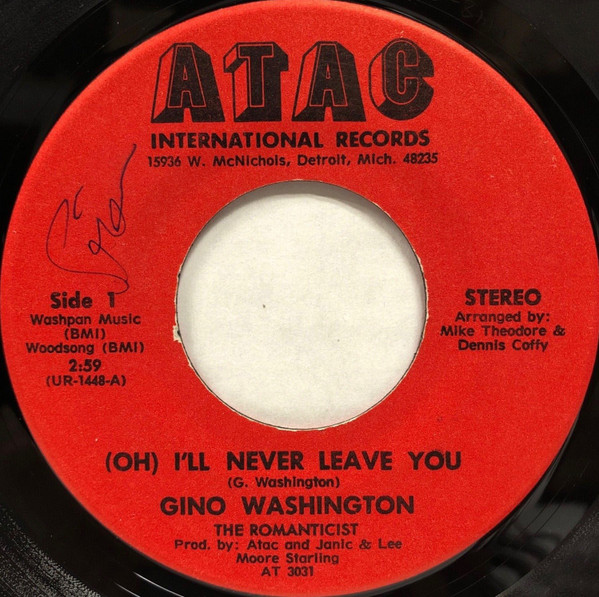 ATAC
INTERNATIONAL RECORDS
15936 W. McNichols, Detroit, Mich. 48235
Side 1
Washpan Music
(BMI)
Woodsong (BMI)
2:59
(UR-1448-A)
STEREO
Arranged by:
Mike Theodore &
Dennis Coffy
(OH) I'LL NEVER LEAVE YOU
(G. Washington)
GINO WASHINGTON
THE ROMANTICIST
Prod. by: Atac and Janic & Lee
Moore Starling
AT 3031